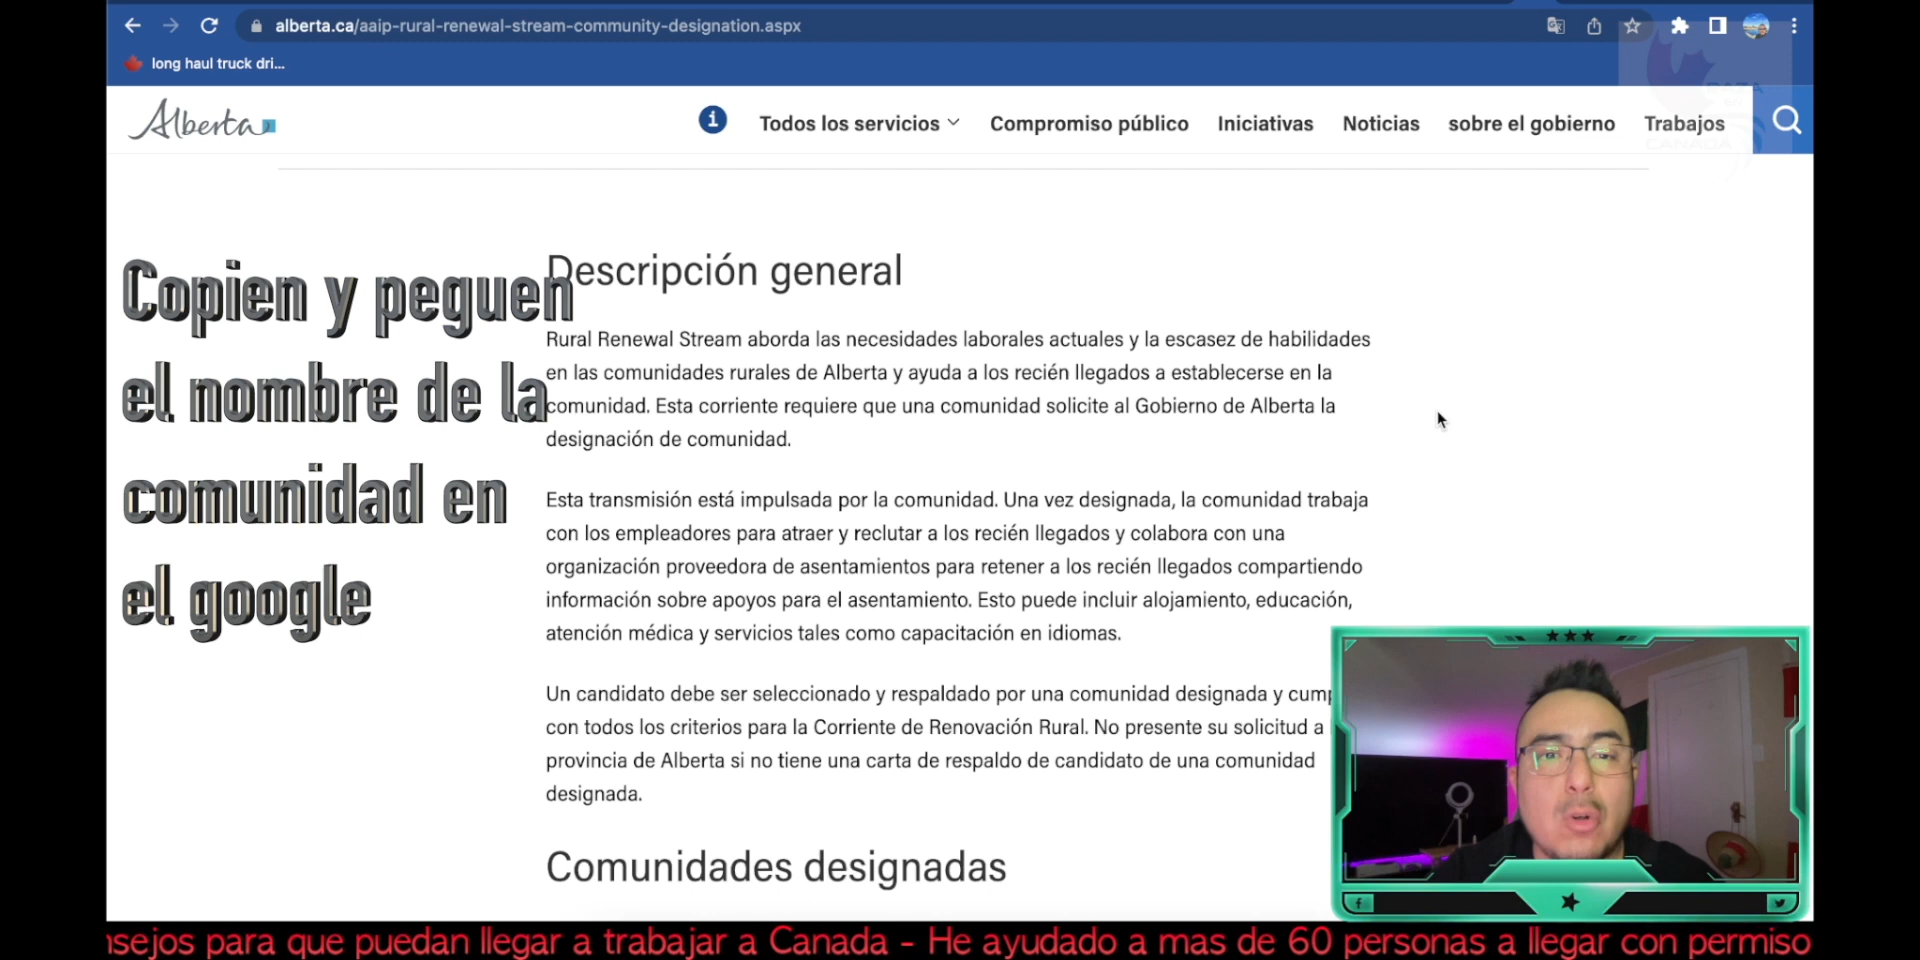 alberta.ca/aaip-rural-renewal-stream-community-designation.aspx
long haul truck dri...
Alberta
i
Todos los servicios
Compromiso público
Iniciativas
Noticias
sobre el gobierno
Trabajos
CANADA
Copien y peguen
el nombre de la
comunidad en
el google
Descripción general
Rural Renewal Stream aborda las necesidades laborales actuales y la escasez de habilidades
en las comunidades rurales de Alberta y ayuda a los recién llegados a establecerse en la
comunidad. Esta corriente requiere que una comunidad solicite al Gobierno de Alberta la
designación de comunidad.
Esta transmisión está impulsada por la comunidad. Una vez designada, la comunidad trabaja
con los empleadores para atraer y reclutar a los recién llegados y colabora con una
organización proveedora de asentamientos para retener a los recién llegados compartiendo
información sobre apoyos para el asentamiento. Esto puede incluir alojamiento, educación,
atención médica y servicios tales como capacitación en idiomas.
Un candidato debe ser seleccionado y respaldado por una comunidad designada y cump
con todos los criterios para la Corriente de Renovación Rural. No presente su solicitud a
provincia de Alberta si no tiene una carta de respaldo de candidato de una comunidad
designada.
Comunidades designadas
nsejos para que puedan llegar a trabajar a Canada - He ayudado a mas de 60 personas a llegar con permiso